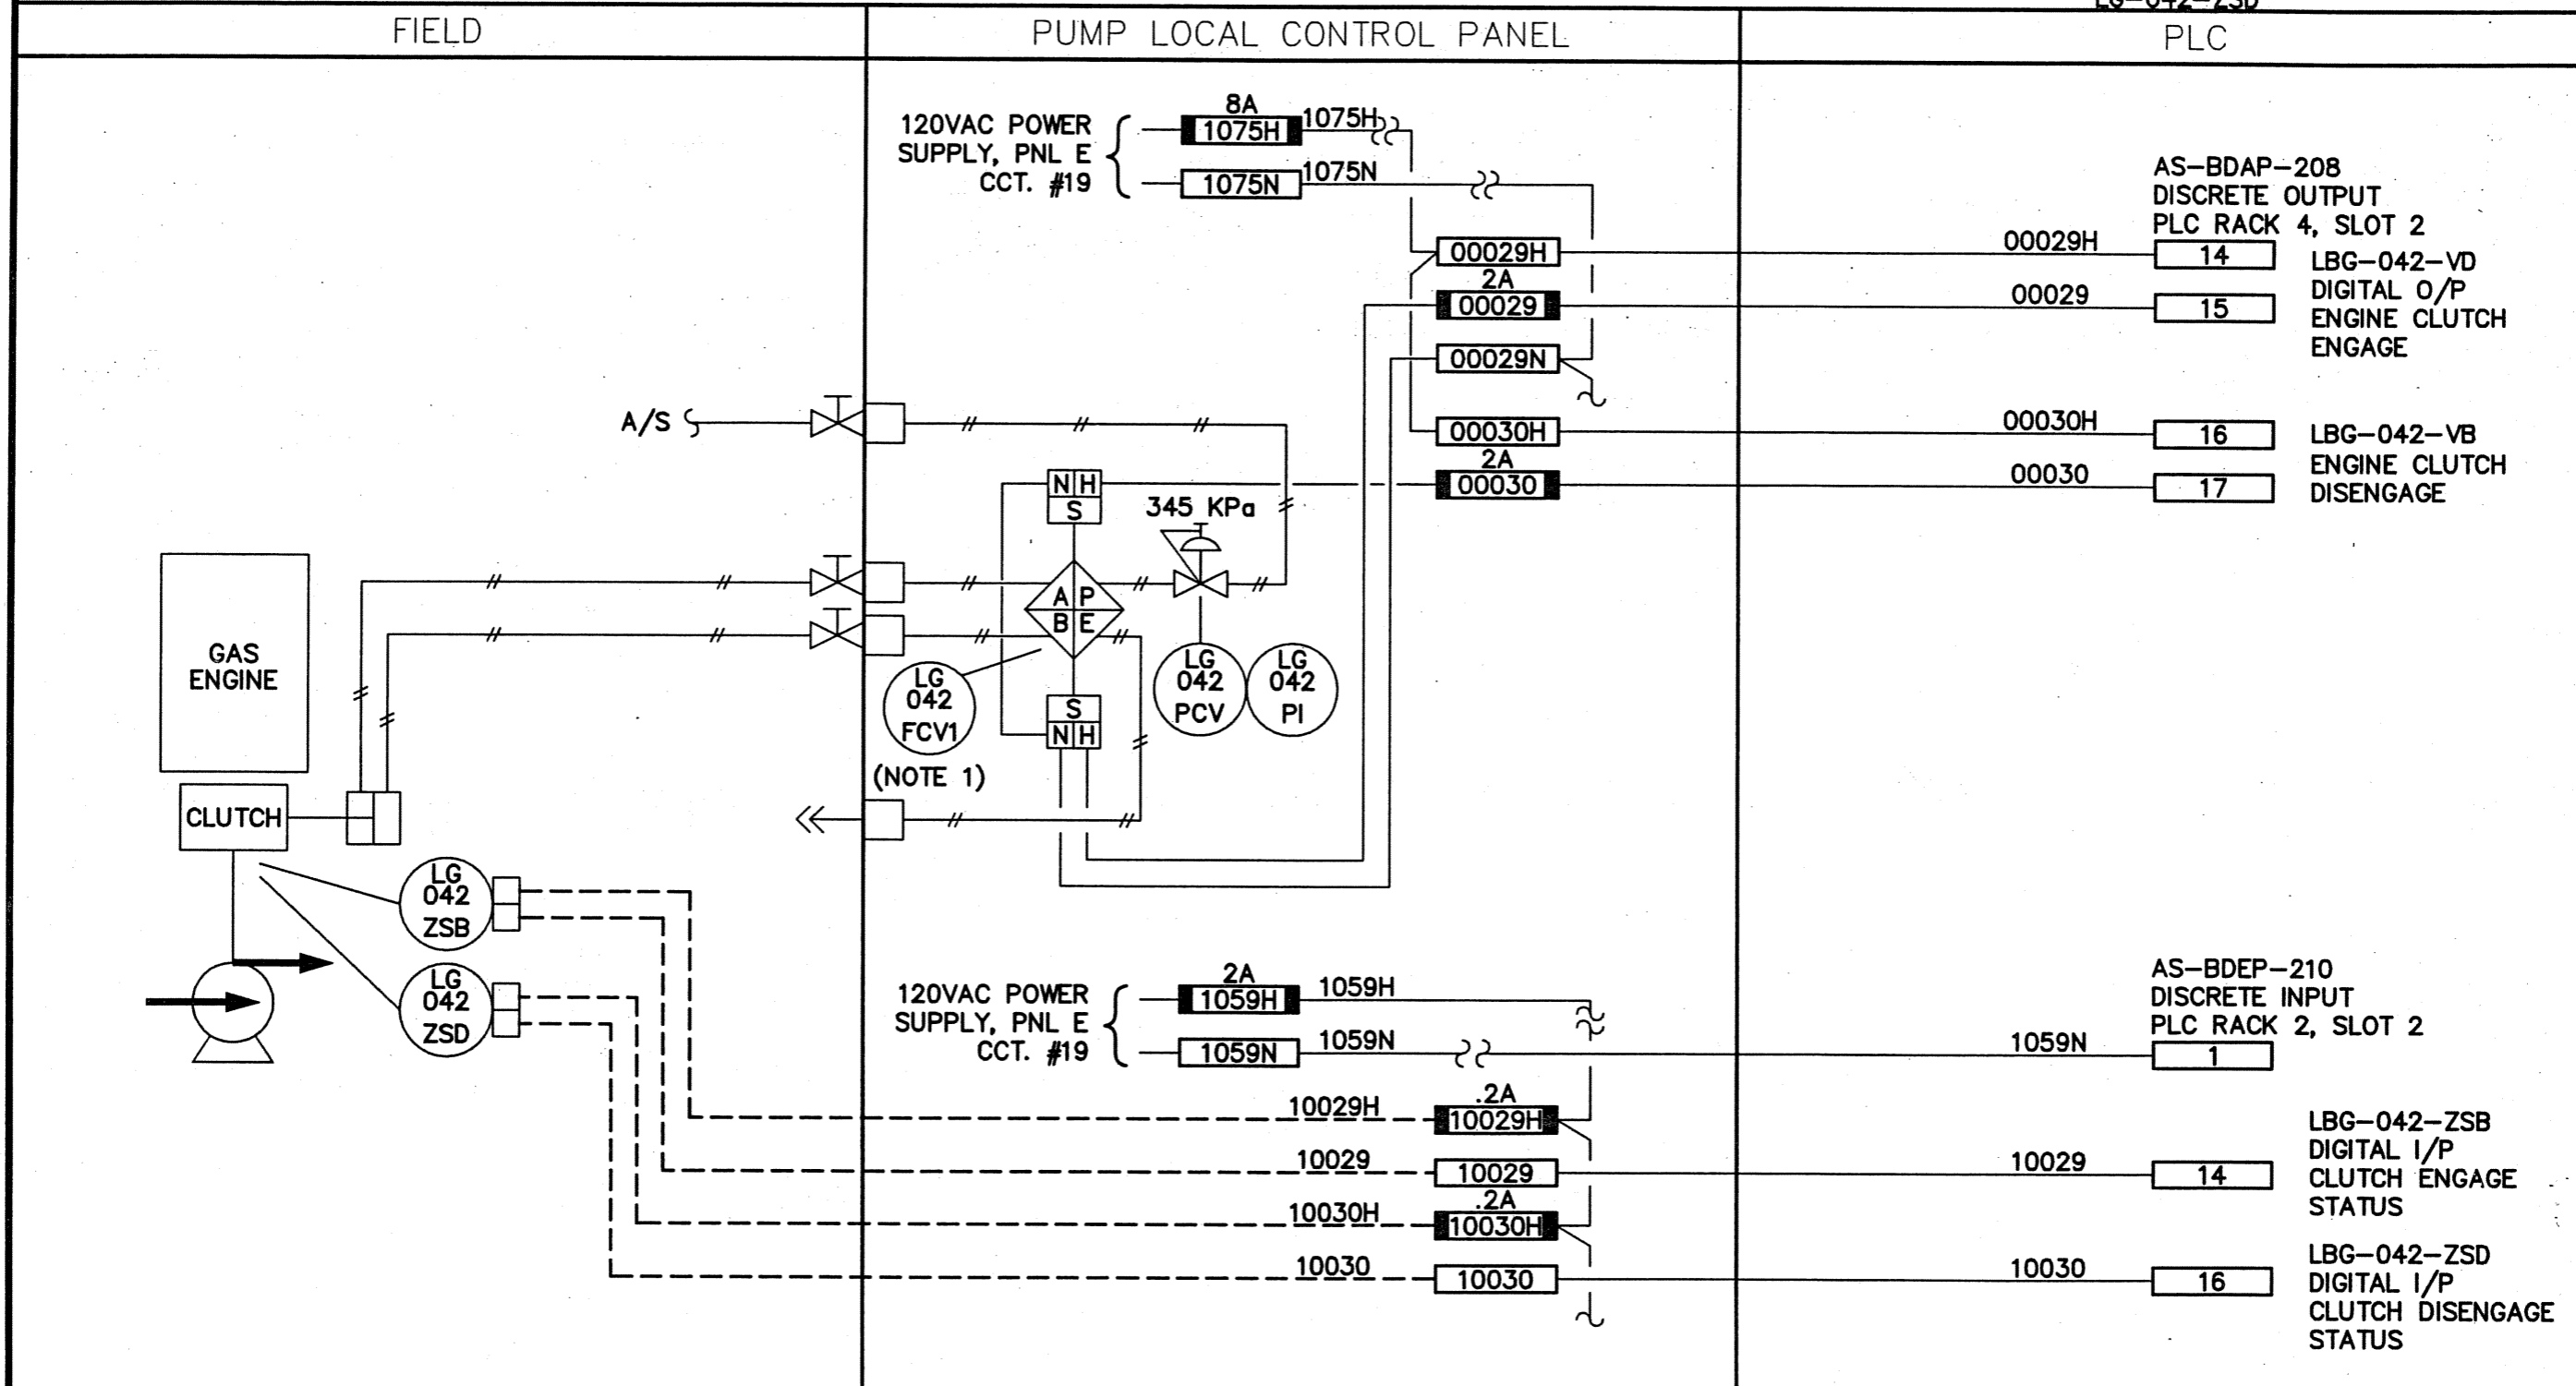 LG-042-ZSD
FIELD
PUMP LOCAL CONTROL PANEL
PLC
120VAC POWER
SUPPLY, PNL E
CCT. #19
8A
1075H
1075H
1075N
1075N
00029H
2A
00029
00029N
00030H
2A
00030
00029H
00029
00030H
00030
AS-BDAP-208
DISCRETE OUTPUT
PLC RACK 4, SLOT 2
14
15
LBG-042-VD
DIGITAL O/P
ENGINE CLUTCH
ENGAGE
16
17
LBG-042-VB
ENGINE CLUTCH
DISENGAGE
A/S
N H
S
345 KPa
A P
B E
S
N H
LG
042
FCV1
(NOTE 1)
LG
042
PCV
LG
042
PI
GAS
ENGINE
CLUTCH
LG
042
ZSB
LG
042
ZSD
120VAC POWER
SUPPLY, PNL E
CCT. #19
2A
1059H
1059H
1059N
1059N
10029H
.2A
10029H
10029
10029
10030H
.2A
10030H
10030
10030
1059N
10029
10030
AS-BDEP-210
DISCRETE INPUT
PLC RACK 2, SLOT 2
1
14
LBG-042-ZSB
DIGITAL I/P
CLUTCH ENGAGE
STATUS
16
LBG-042-ZSD
DIGITAL I/P
CLUTCH DISENGAGE
STATUS